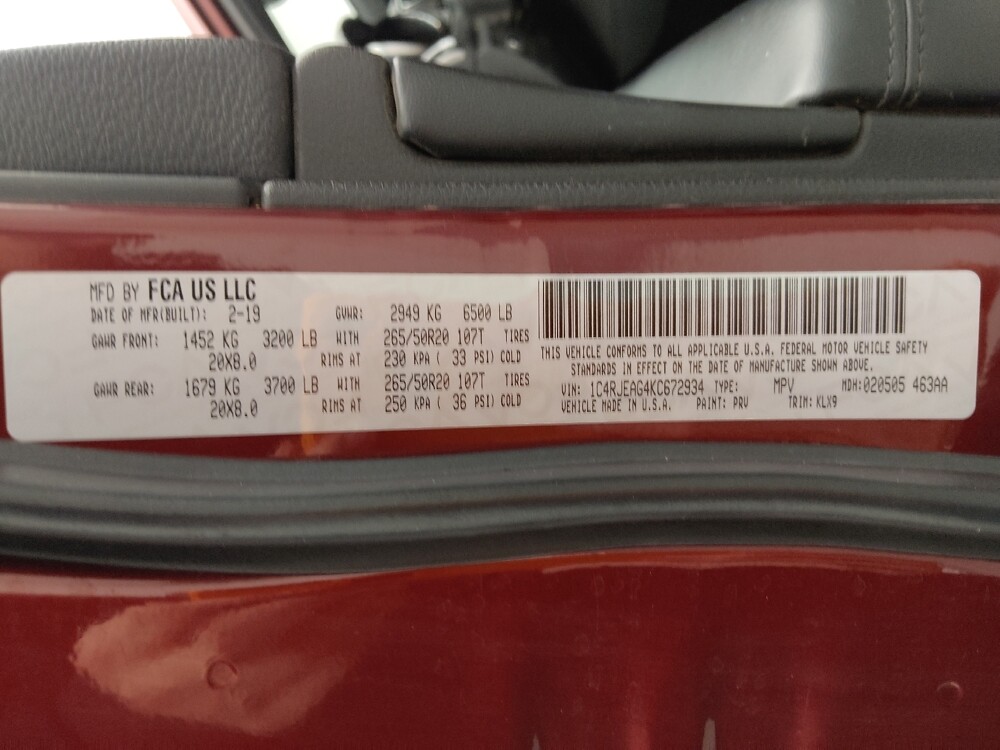 MFD BY FCA US LLC
DATE OF MFR(BUILT): 2-19 GVWR: 2949 KG 6500 LB
GAWR FRONT: 1452 KG 3200 LB WITH 265/50R20 107T TIRES
20X8.0 RIMS AT 230 KPA ( 33 PSI) COLD
GAWR REAR: 1679 KG 3700 LB WITH 265/50R20 107T TIRES
20X8.0 RIMS AT 250 KPA ( 36 PSI) COLD
THIS VEHICLE CONFORMS TO ALL APPLICABLE U.S.A. FEDERAL MOTOR VEHICLE SAFETY
STANDARDS IN EFFECT ON THE DATE OF MANUFACTURE SHOWN ABOVE.
VIN: 1C4RJEAG4KC672934 TYPE: MPV MDH:020505 463AA
VEHICLE MADE IN U.S.A. PAINT: PRV TRIM: KLX9